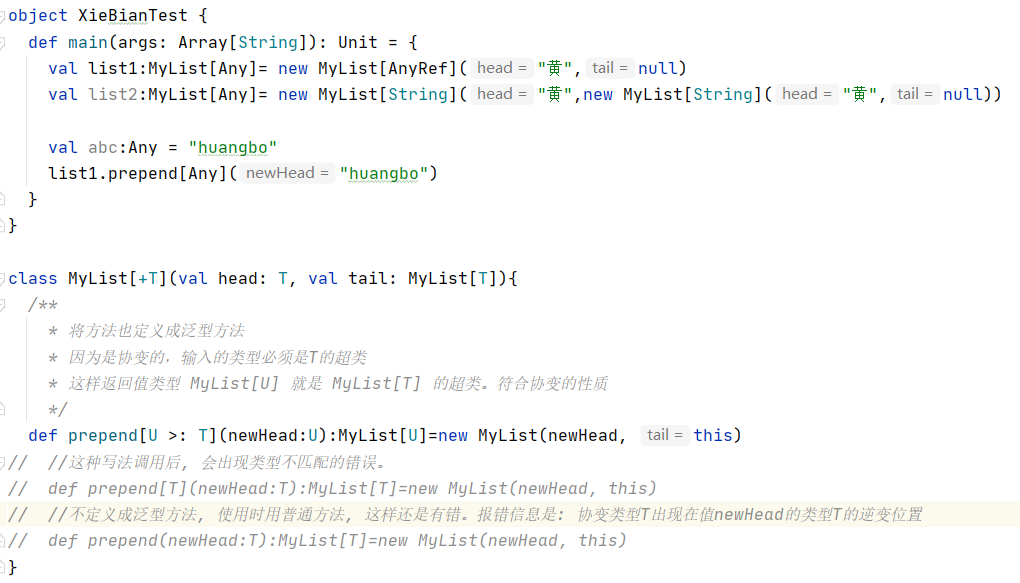 object XieBianTest {
def main(args: Array[String]): Unit = {
val list1:MyList[Any]= new MyList[AnyRef]( head = "黄", tail = null)
val list2:MyList[Any]= new MyList[String]( head = "黄",new MyList[String]( head = "黄", tail = null))
val abc:Any = "huangbo"
list1.prepend[Any]( newHead = "huangbo")
}
}
class MyList[+T](val head: T, val tail: MyList[T]){
/**
* 将方法也定义成泛型方法
* 因为是协变的，输入的类型必须是T的超类
* 这样返回值类型 MyList[U] 就是 MyList[T] 的超类。符合协变的性质
*/
def prepend[U >: T](newHead:U):MyList[U]=new MyList(newHead, tail = this)
// //这种写法调用后, 会出现类型不匹配的错误。
// def prepend[T](newHead:T):MyList[T]=new MyList(newHead, this)
// //不定义成泛型方法, 使用时用普通方法, 这样还是有错。报错信息是: 协变类型T出现在值newHead的类型T的逆变位置
// def prepend(newHead:T):MyList[T]=new MyList(newHead, this)
}